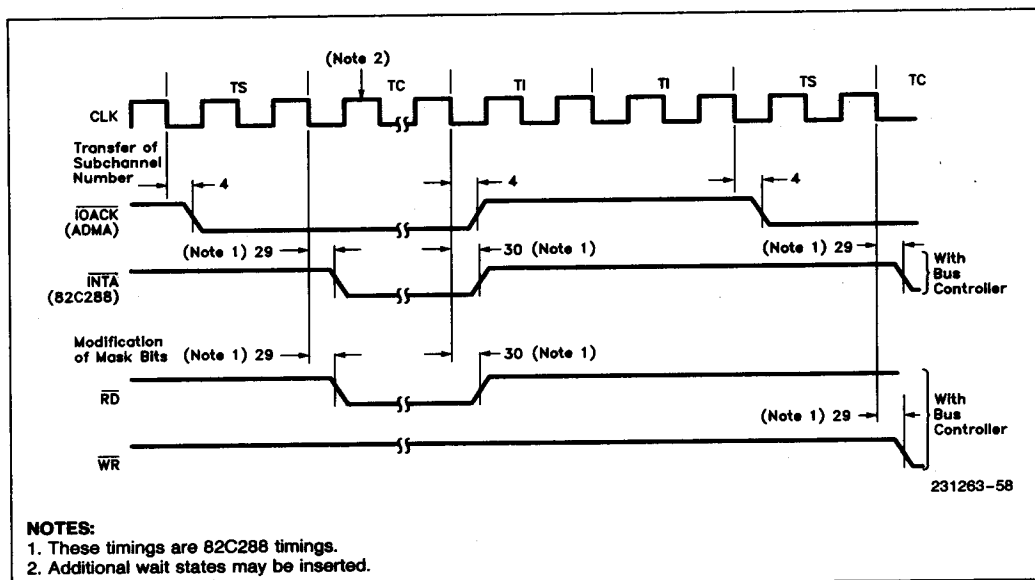 (Note 2)
TS TC TI TI TS TC
CLK
Transfer of
Subchannel
Number
4 4 4
IOACK
(ADMA)
(Note 1) 29 30 (Note 1) (Note 1) 29
INTA
(82C288)
With
Bus
Controller
Modification
of Mask Bits (Note 1) 29 30 (Note 1)
RD
(Note 1) 29
With
Bus
Controller
WR
231263-58
NOTES:
1. These timings are 82C288 timings.
2. Additional wait states may be inserted.